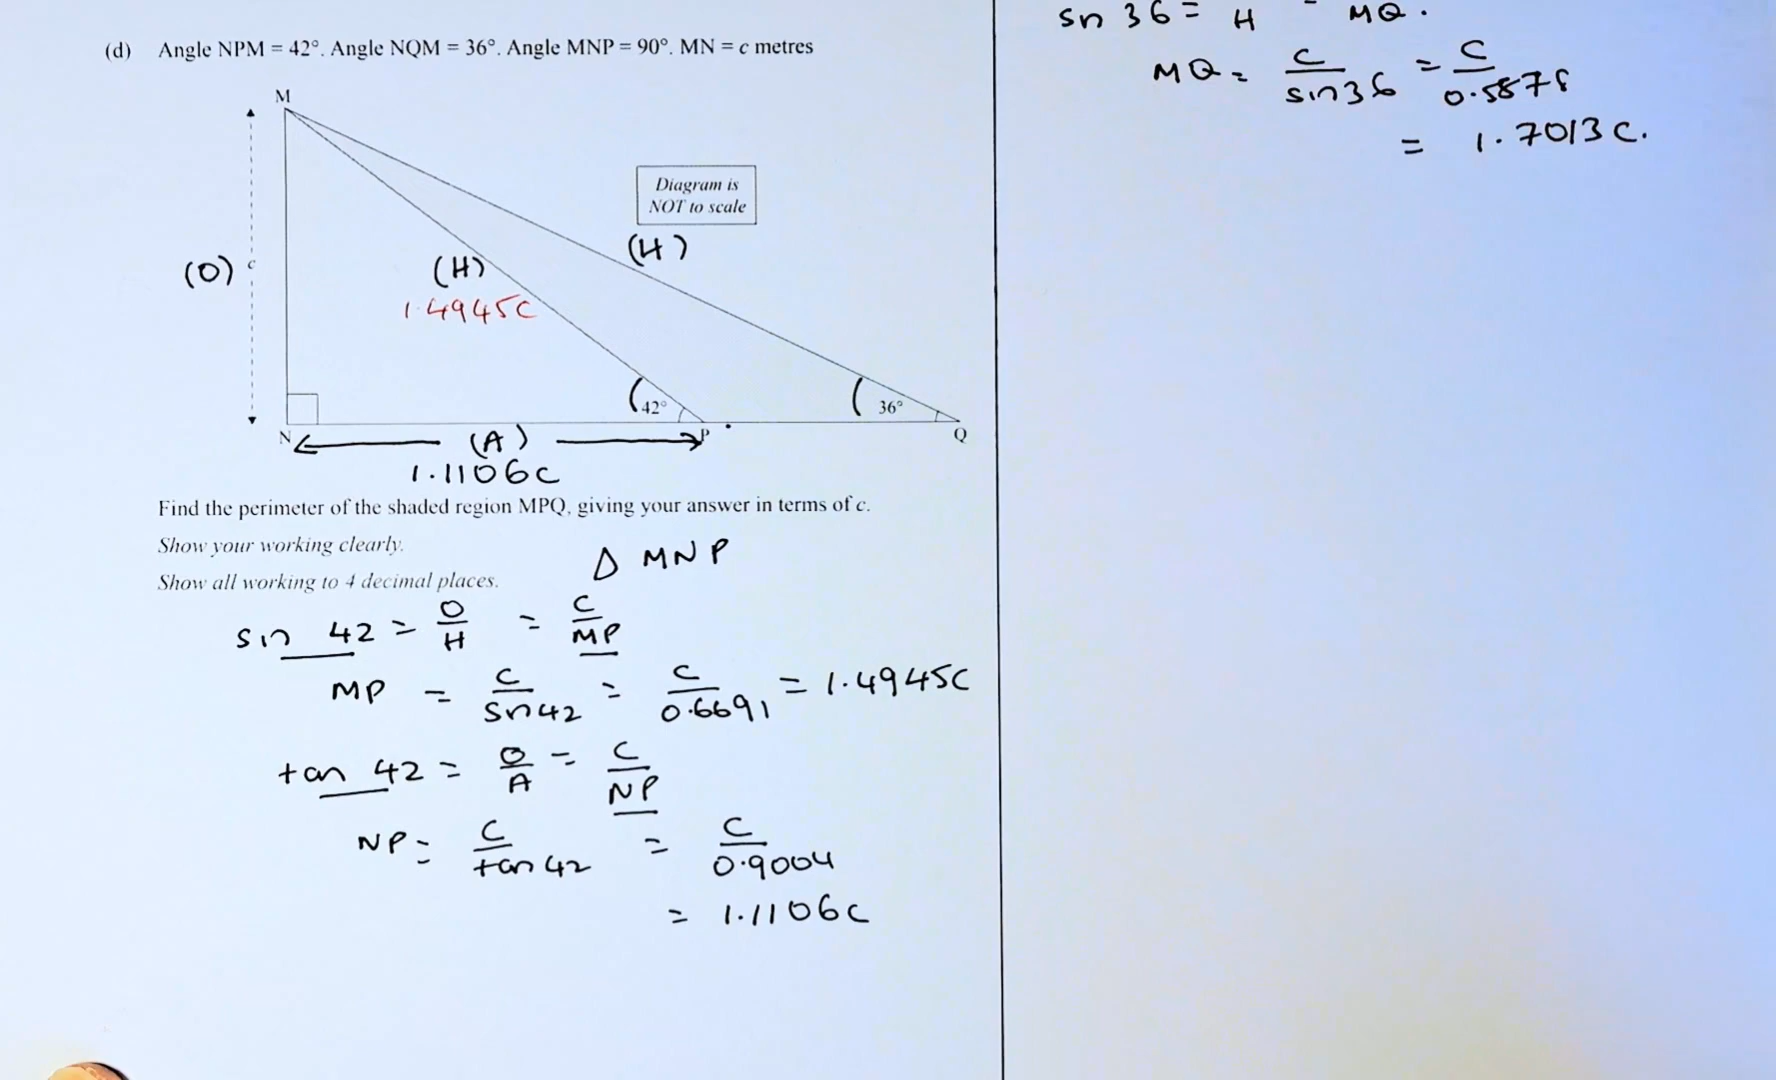 (d) Angle NPM = 42°. Angle NQM = 36°. Angle MNP = 90°. MN = c metres
M
Diagram is
NOT to scale
(O) c (H) (H)
1.4945C
42° 36°
N (A) P Q
1.1106C
Find the perimeter of the shaded region MPQ, giving your answer in terms of c.
Show your working clearly.
Show all working to 4 decimal places.
Δ MNP
sin 42 = O/H = C/MP
MP = C/Sin42 = C/0.6691 = 1.4945C
tan 42 = O/A = C/NP
NP = C/tan42 = C/0.9004
= 1.1106C
sin 36 = H = MQ.
MQ = C/sin36 = C/0.5878
= 1.7013C.